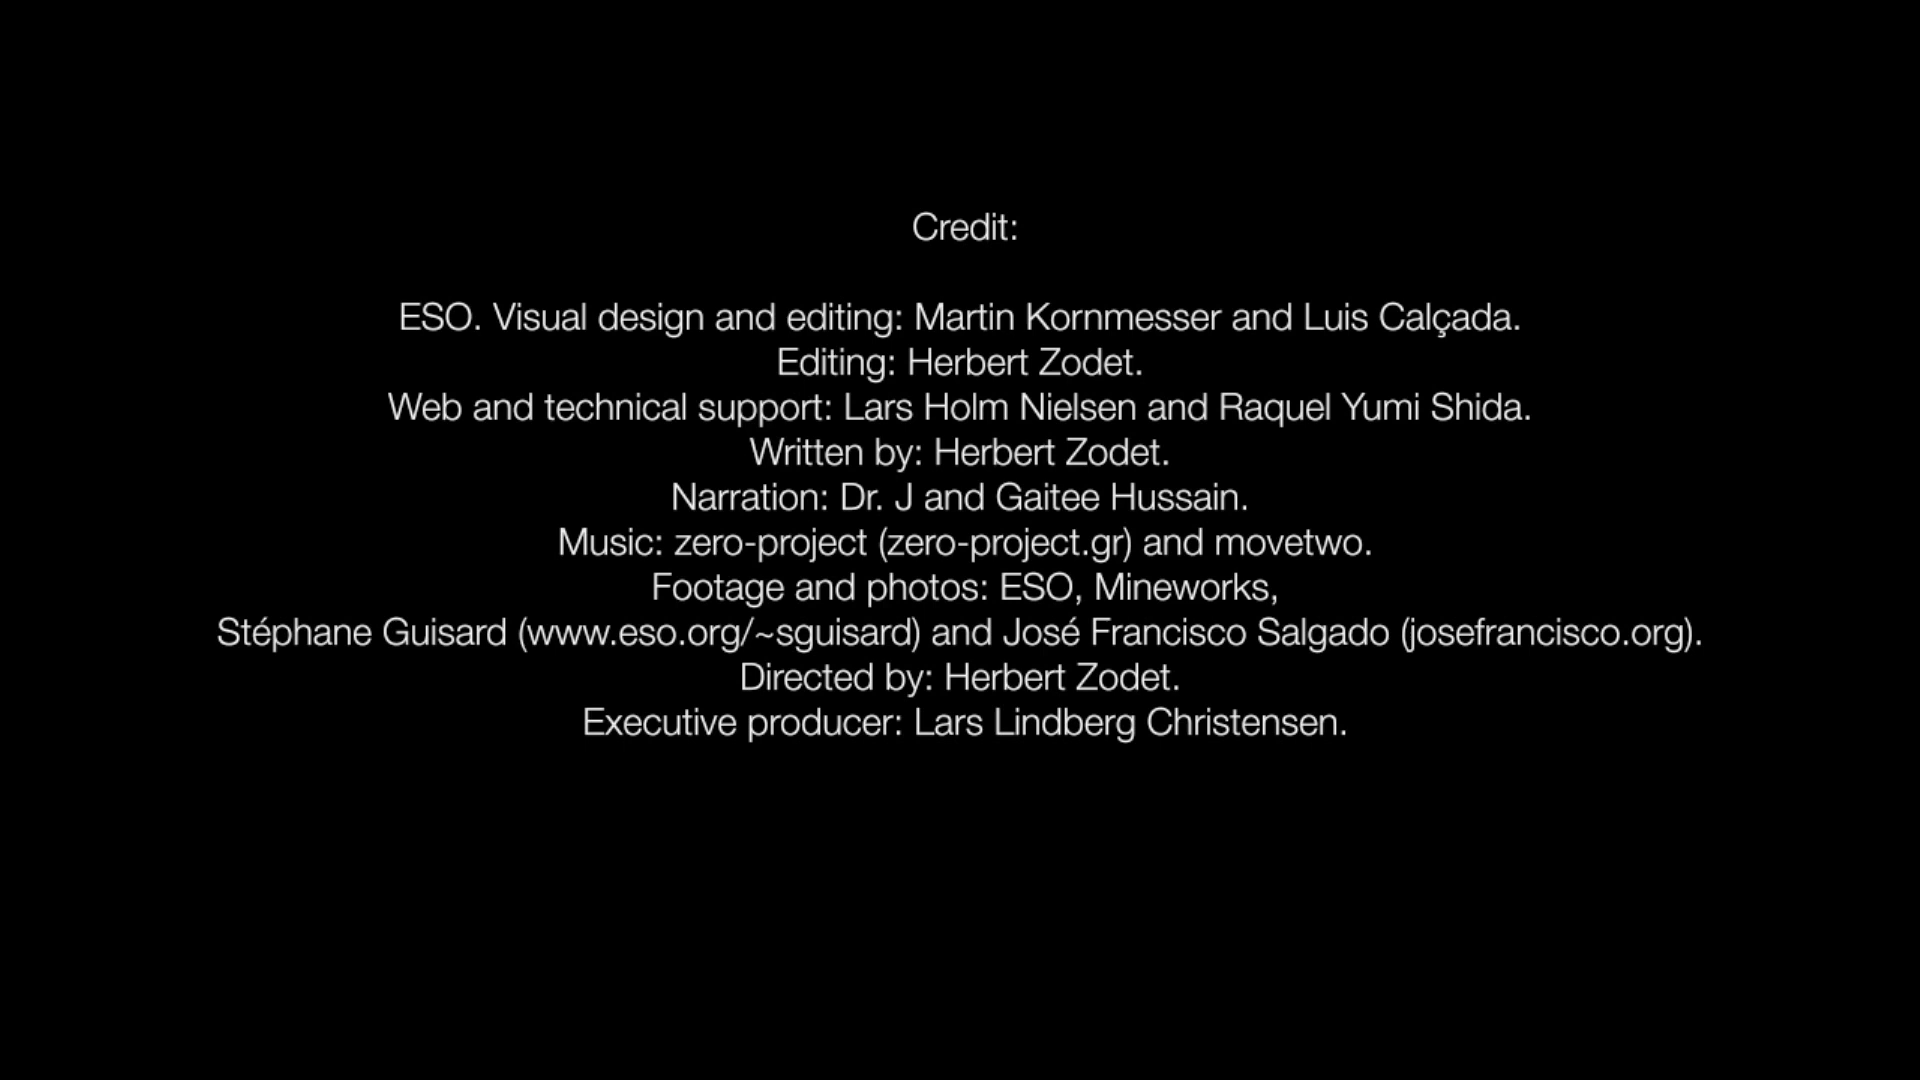 Credit:
ESO. Visual design and editing: Martin Kornmesser and Luis Calçada.
Editing: Herbert Zodet.
Web and technical support: Lars Holm Nielsen and Raquel Yumi Shida.
Written by: Herbert Zodet.
Narration: Dr. J and Gaitee Hussain.
Music: zero-project (zero-project.gr) and movetwo.
Footage and photos: ESO, Mineworks,
Stéphane Guisard (www.eso.org/~sguisard) and José Francisco Salgado (josefrancisco.org).
Directed by: Herbert Zodet.
Executive producer: Lars Lindberg Christensen.